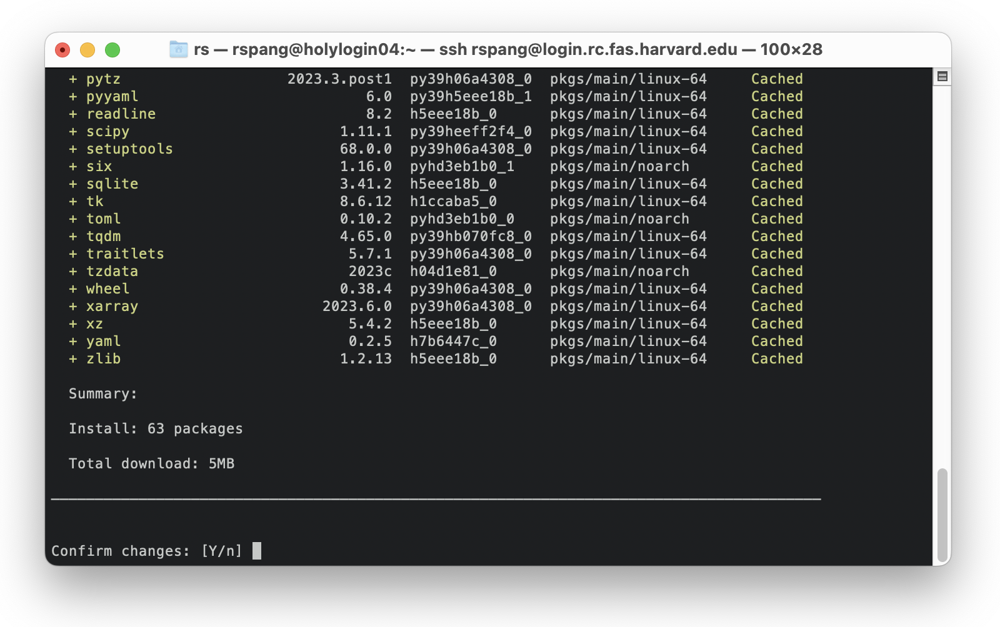 rs — rspang@holylogin04:~ — ssh rspang@login.rc.fas.harvard.edu — 100×28
+ pytz 2023.3.post1 py39h06a4308_0 pkgs/main/linux-64 Cached
+ pyyaml 6.0 py39h5eee18b_1 pkgs/main/linux-64 Cached
+ readline 8.2 h5eee18b_0 pkgs/main/linux-64 Cached
+ scipy 1.11.1 py39heeff2f4_0 pkgs/main/linux-64 Cached
+ setuptools 68.0.0 py39h06a4308_0 pkgs/main/linux-64 Cached
+ six 1.16.0 pyhd3eb1b0_1 pkgs/main/noarch Cached
+ sqlite 3.41.2 h5eee18b_0 pkgs/main/linux-64 Cached
+ tk 8.6.12 h1ccaba5_0 pkgs/main/linux-64 Cached
+ toml 0.10.2 pyhd3eb1b0_0 pkgs/main/noarch Cached
+ tqdm 4.65.0 py39hb070fc8_0 pkgs/main/linux-64 Cached
+ traitlets 5.7.1 py39h06a4308_0 pkgs/main/linux-64 Cached
+ tzdata 2023c h04d1e81_0 pkgs/main/noarch Cached
+ wheel 0.38.4 py39h06a4308_0 pkgs/main/linux-64 Cached
+ xarray 2023.6.0 py39h06a4308_0 pkgs/main/linux-64 Cached
+ xz 5.4.2 h5eee18b_0 pkgs/main/linux-64 Cached
+ yaml 0.2.5 h7b6447c_0 pkgs/main/linux-64 Cached
+ zlib 1.2.13 h5eee18b_0 pkgs/main/linux-64 Cached
Summary:
Install: 63 packages
Total download: 5MB
Confirm changes: [Y/n]